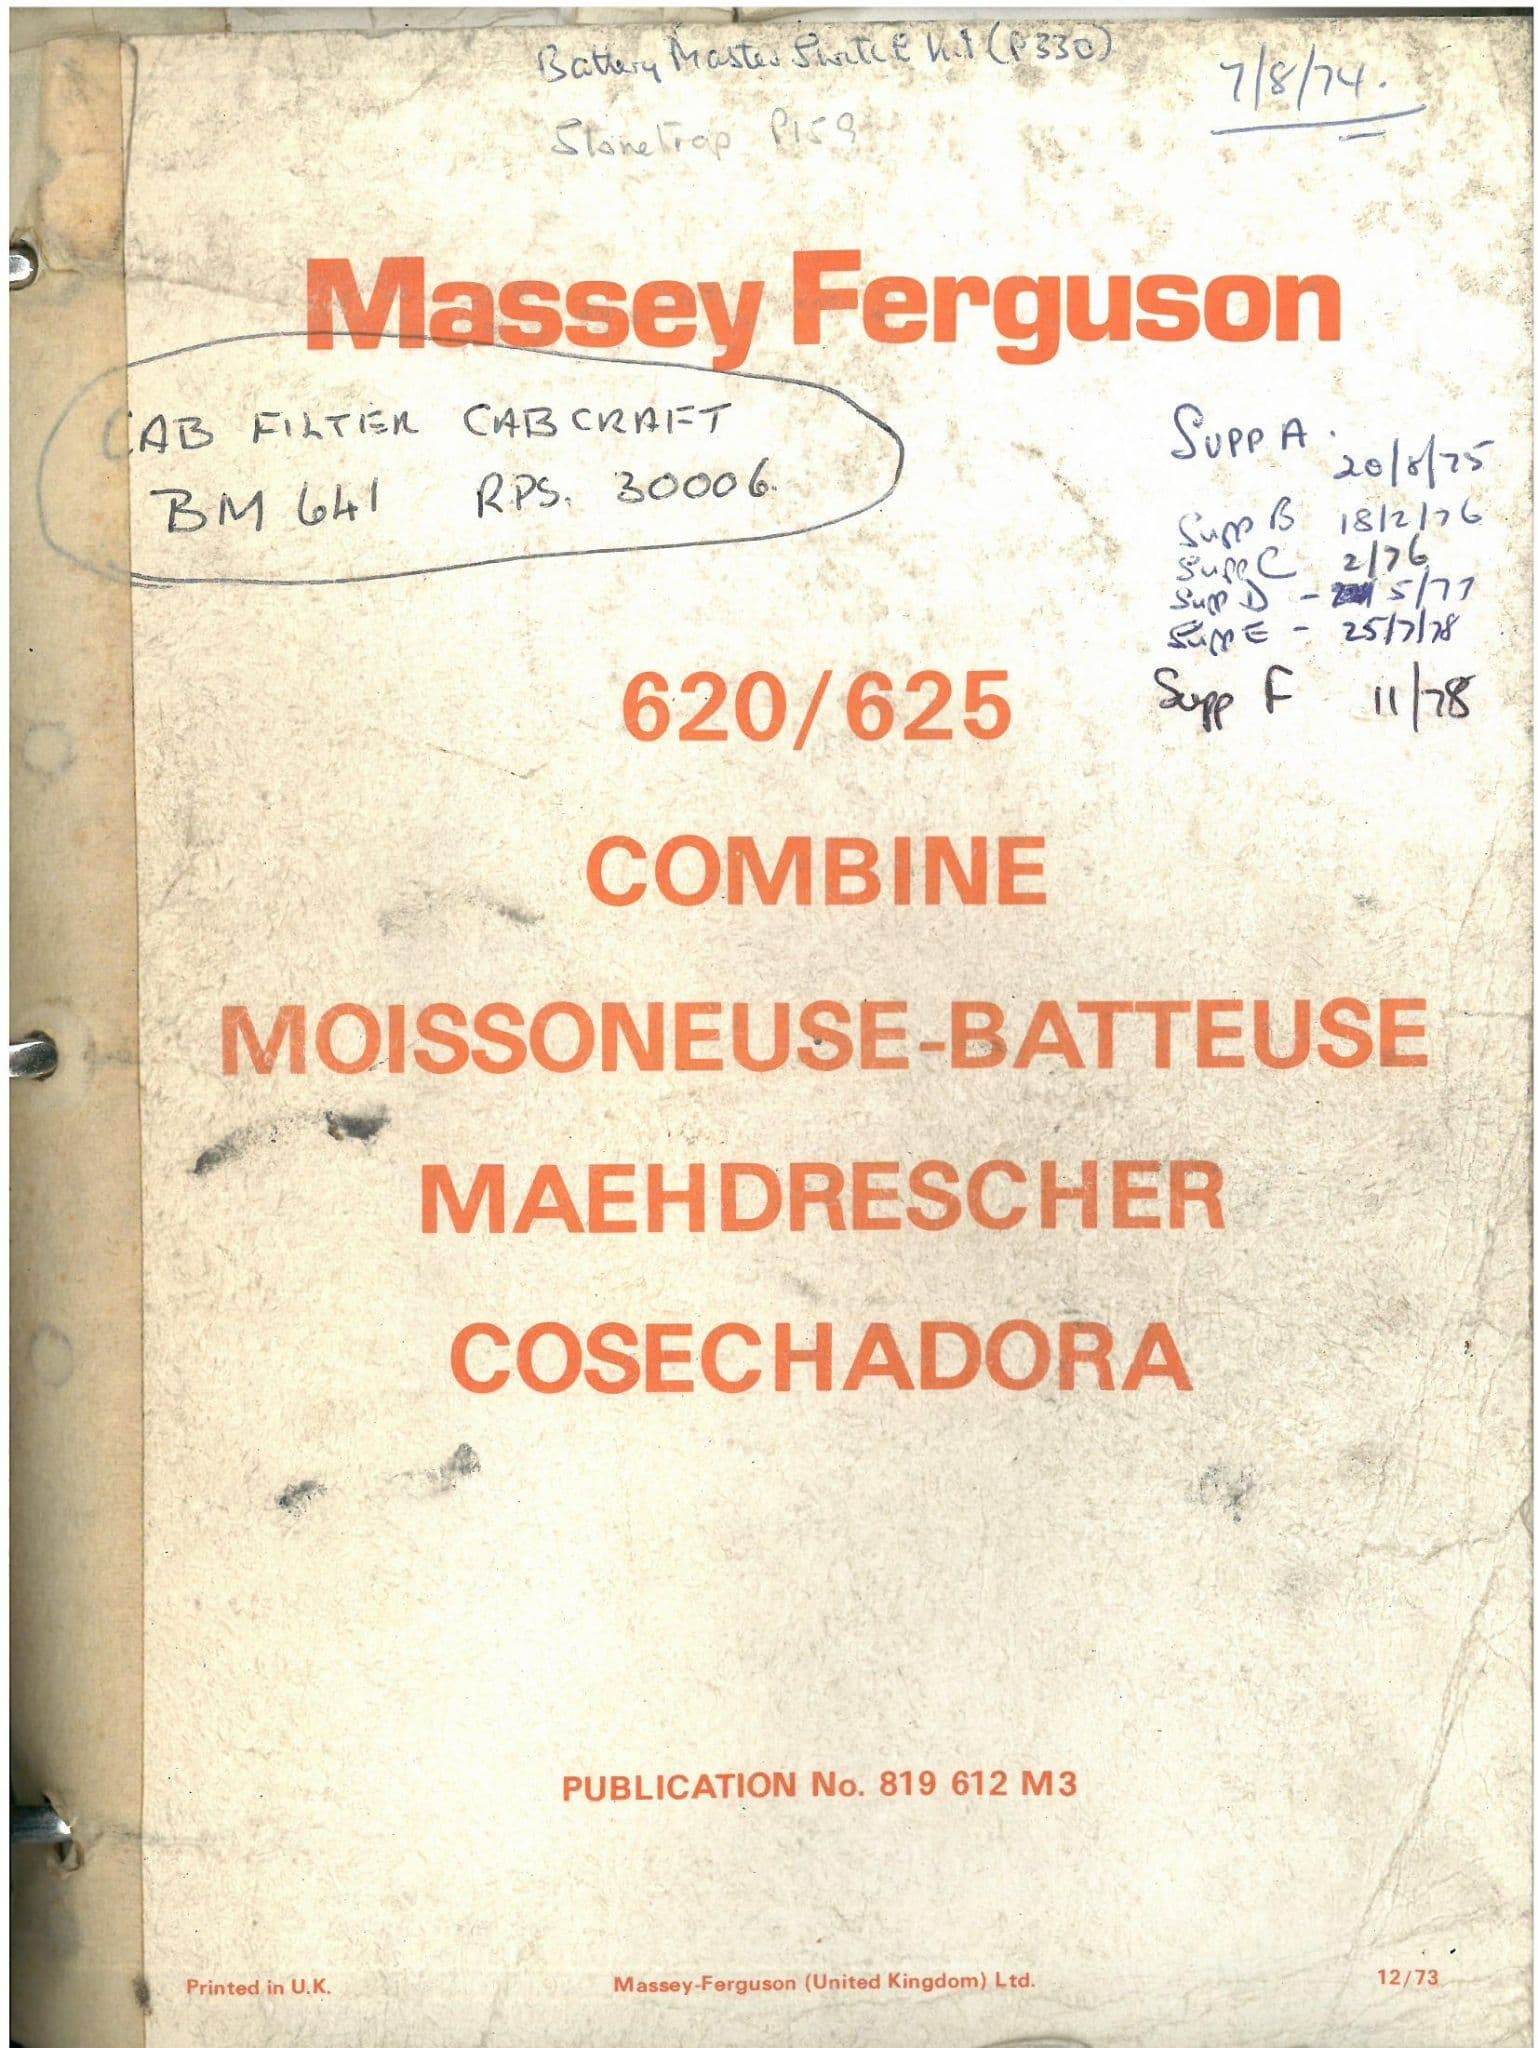 Battery Master Switch Kit (P330)
7/8/74.
Stonetrap P159
Massey Ferguson
CAB FILTER CABCRAFT
BM 641 RPS. 30006.
SUPP A.
20/8/75
Supp B 18/2/76
Supp C 2/76
Supp D - 5/77
Supp E - 25/7/78
Supp F 11/78
620/625
COMBINE
MOISSONEUSE-BATTEUSE
MAEHDRESCHER
COSECHADORA
PUBLICATION No. 819 612 M3
Printed in U.K.
Massey-Ferguson (United Kingdom) Ltd.
12/73